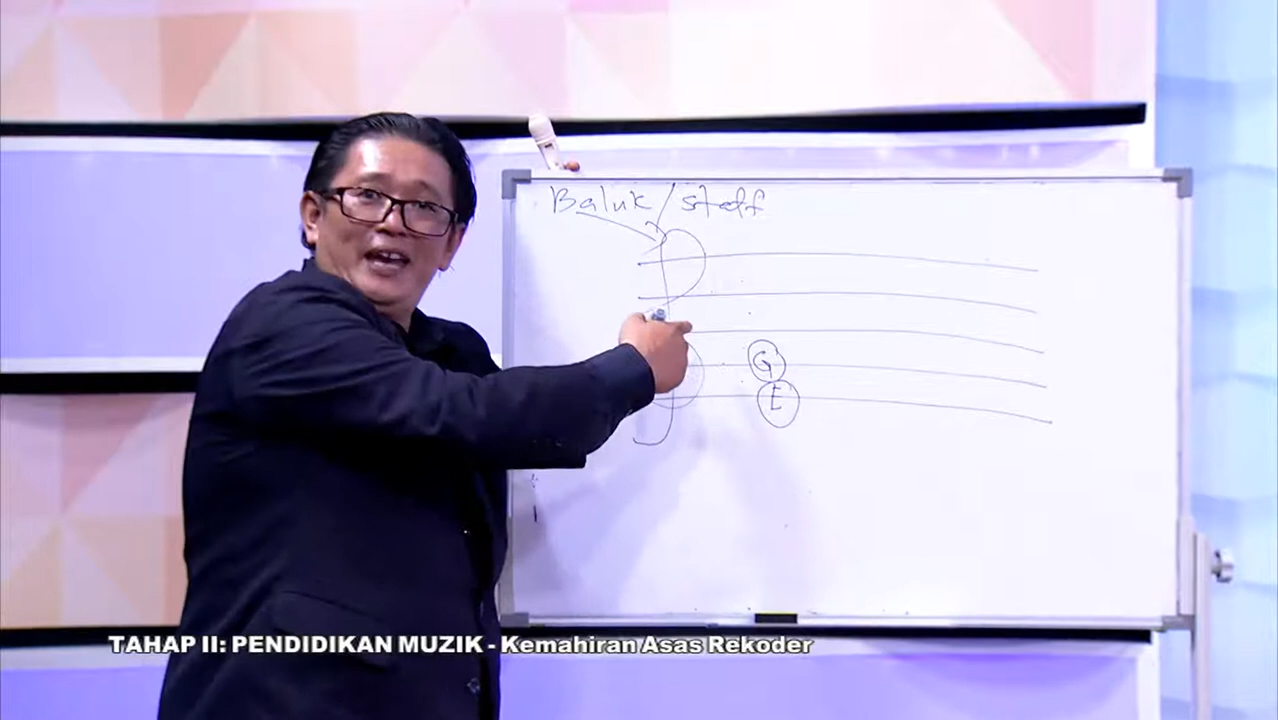 Baluk / staff
G
E
TAHAP II: PENDIDIKAN MUZIK - Kemahiran Asas Rekoder